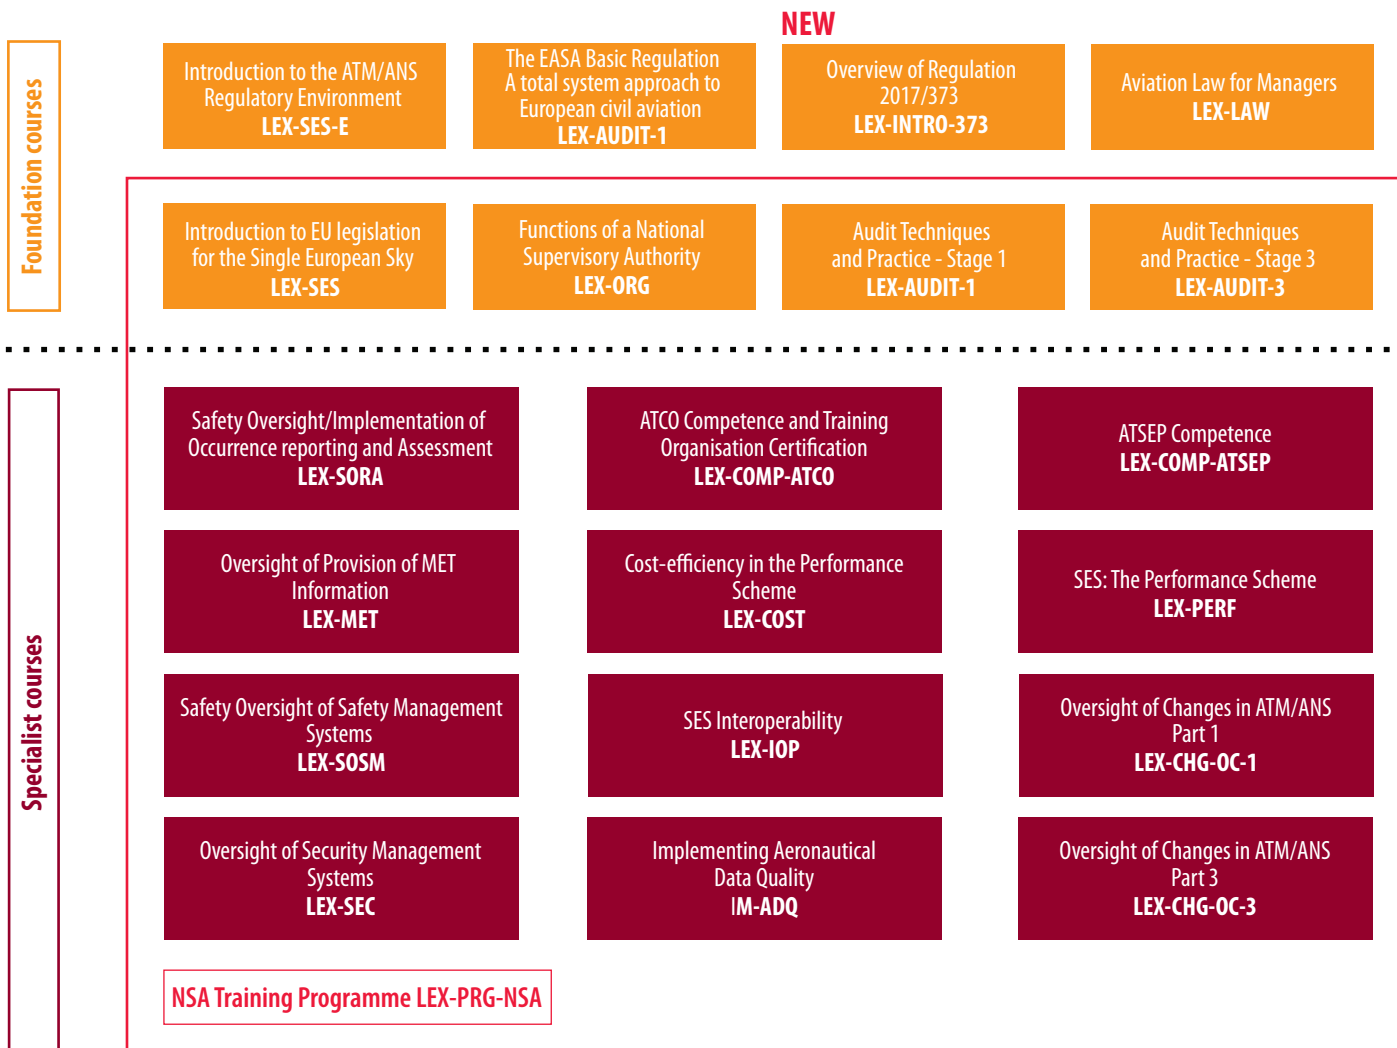 NEW
Foundation courses
Introduction to the ATM/ANS
Regulatory Environment
LEX-SES-E
The EASA Basic Regulation
A total system approach to
European civil aviation
LEX-AUDIT-1
Overview of Regulation
2017/373
LEX-INTRO-373
Aviation Law for Managers
LEX-LAW
Introduction to EU legislation
for the Single European Sky
LEX-SES
Functions of a National
Supervisory Authority
LEX-ORG
Audit Techniques
and Practice - Stage 1
LEX-AUDIT-1
Audit Techniques
and Practice - Stage 3
LEX-AUDIT-3
Specialist courses
Safety Oversight/Implementation of
Occurrence reporting and Assessment
LEX-SORA
ATCO Competence and Training
Organisation Certification
LEX-COMP-ATCO
ATSEP Competence
LEX-COMP-ATSEP
Oversight of Provision of MET
Information
LEX-MET
Cost-efficiency in the Performance
Scheme
LEX-COST
SES: The Performance Scheme
LEX-PERF
Safety Oversight of Safety Management
Systems
LEX-SOSM
SES Interoperability
LEX-IOP
Oversight of Changes in ATM/ANS
Part 1
LEX-CHG-OC-1
Oversight of Security Management
Systems
LEX-SEC
Implementing Aeronautical
Data Quality
IM-ADQ
Oversight of Changes in ATM/ANS
Part 3
LEX-CHG-OC-3
NSA Training Programme LEX-PRG-NSA